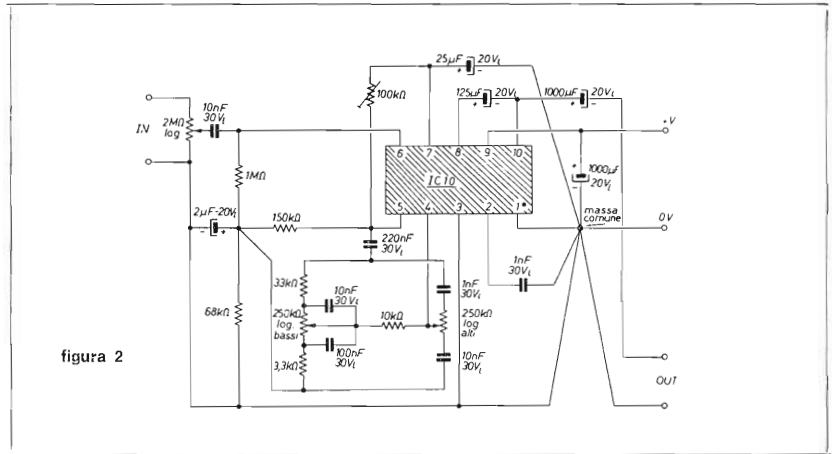 25µF 20Vℓ
+ −
125µF 20Vℓ
+ −
1000µF 20Vℓ
+ −
100kΩ
10nF
30Vℓ
IN
2MΩ
log
+V
6 7 8 9 10
IC10
5 4 3 2 1
+
1000µF
20Vℓ
−
1MΩ
massa
comune
0V
2µF-20Vℓ
− +
150kΩ
220nF
30Vℓ
1nF
30Vℓ
33kΩ
10nF
30Vℓ
1nF
30Vℓ
68kΩ
250kΩ
log
bassi
10kΩ
250kΩ
log
alti
100nF
30Vℓ
3,3kΩ
10nF
30Vℓ
figura 2
OUT